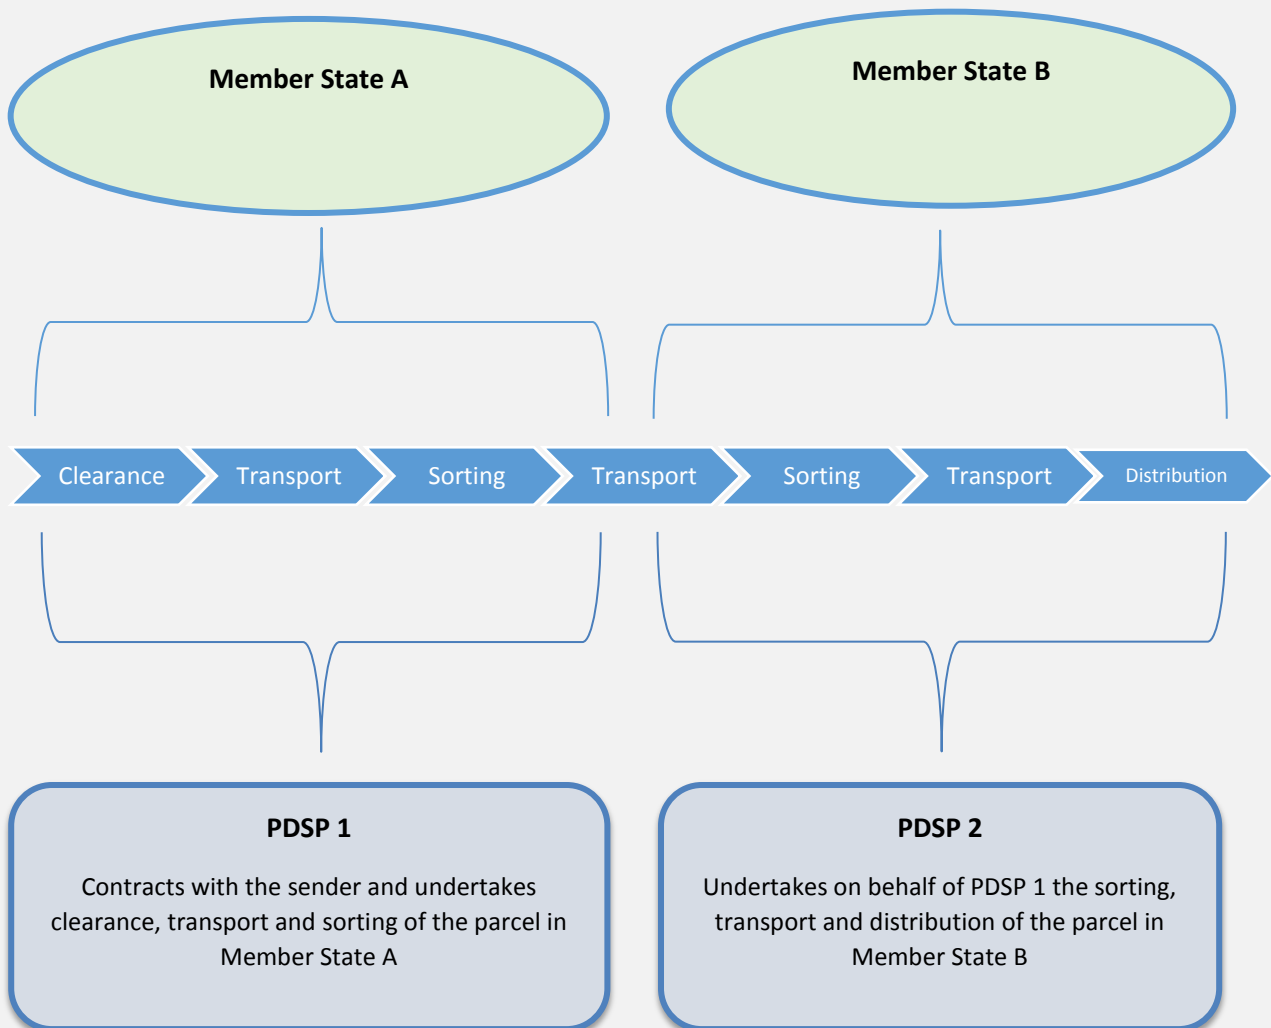 Member State A
Member State B
Clearance
Transport
Sorting
Transport
Sorting
Transport
Distribution
PDSP 1
Contracts with the sender and undertakes
clearance, transport and sorting of the parcel in
Member State A
PDSP 2
Undertakes on behalf of PDSP 1 the sorting,
transport and distribution of the parcel in
Member State B